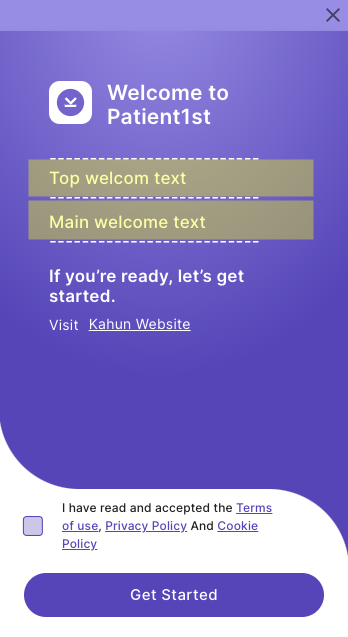 Welcome to
Patient1st
Top welcom text
Main welcome text
If you're ready, let's get
started.
Visit Kahun Website
I have read and accepted the Terms
of use, Privacy Policy And Cookie
Policy
Get Started